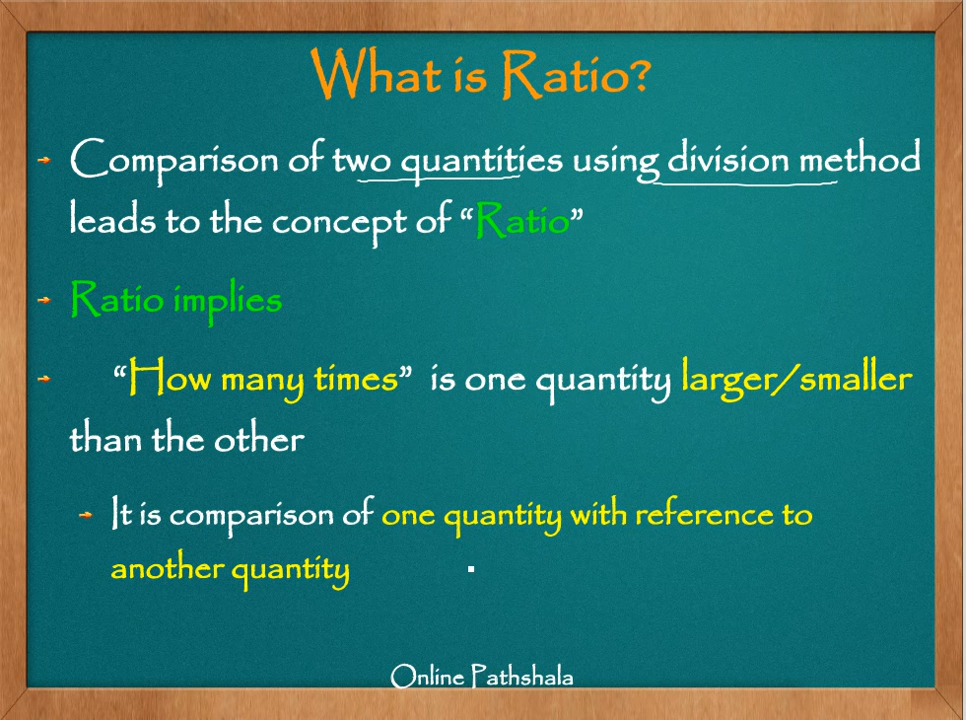 What is Ratio?
Comparison of two quantities using division method
leads to the concept of “Ratio”
Ratio implies
“How many times” is one quantity larger/smaller
than the other
It is comparison of one quantity with reference to
another quantity
Online Pathshala